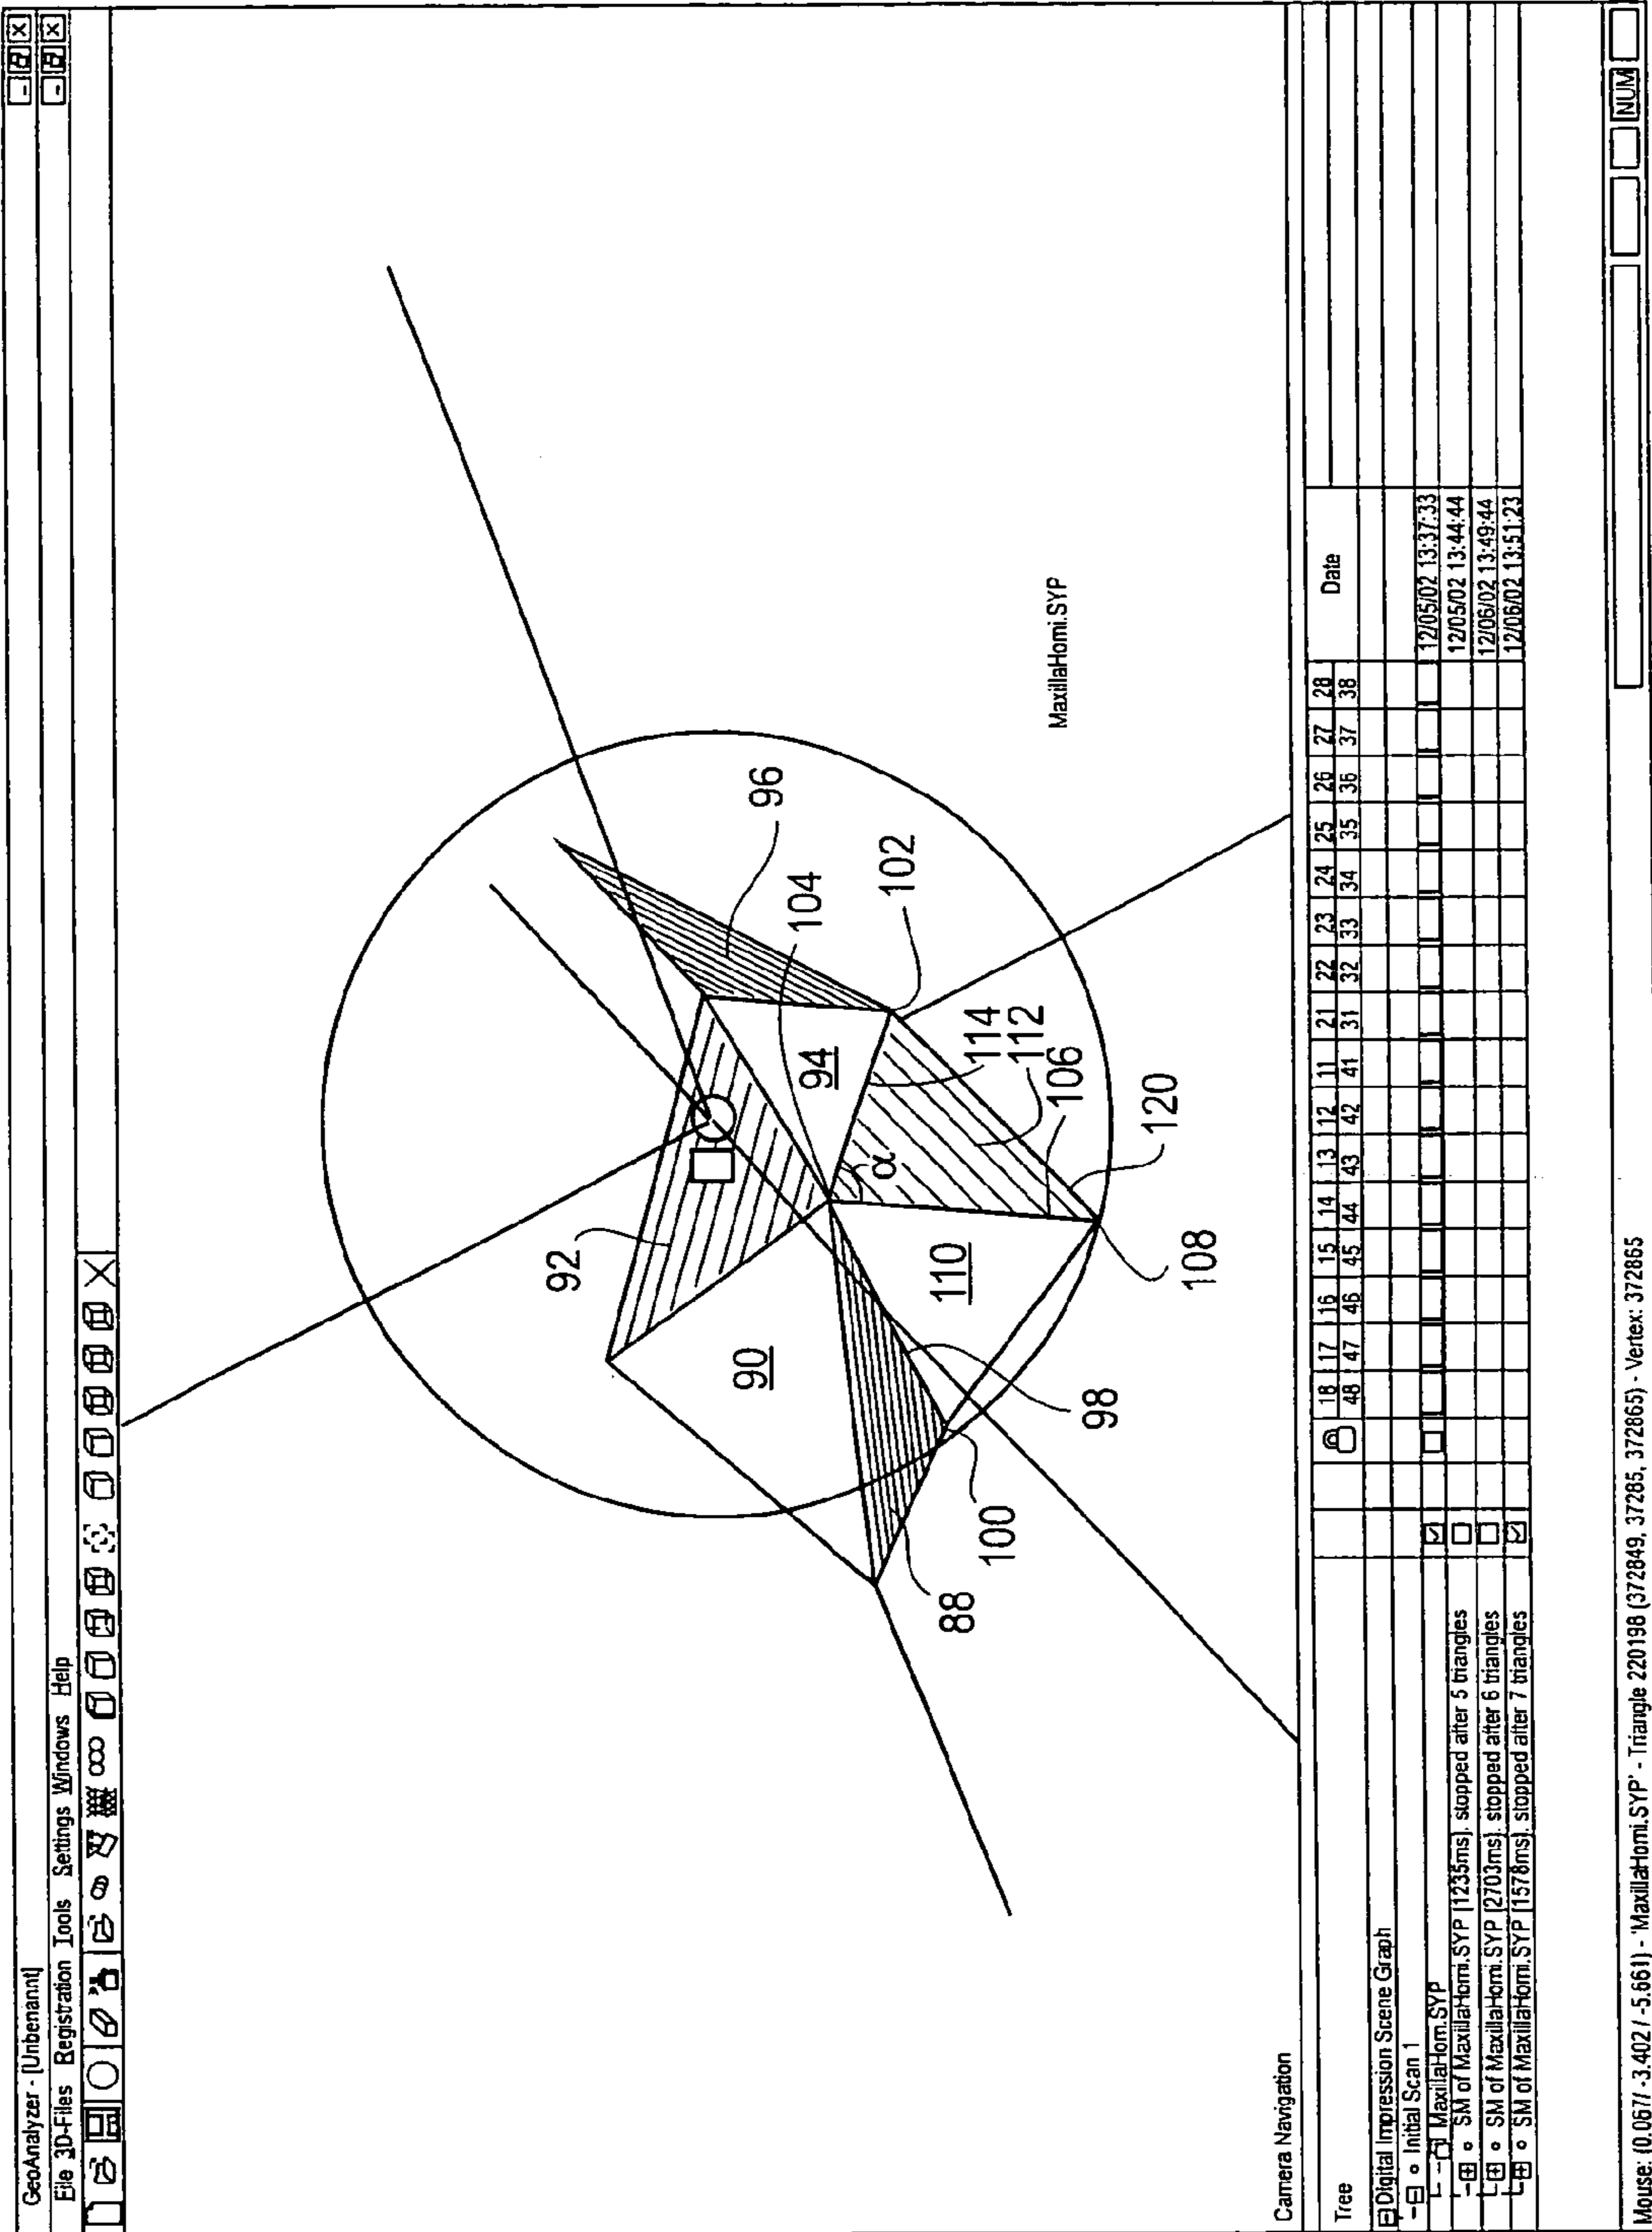 GeoAnalyzer - [Unbenannt]
File 3D-Files Registration Tools Settings Windows Help
92
96
104
90
94
102
α
114
112
106
88
110
120
98
100
108
MaxillaHomi.SYP
Camera Navigation
Tree 18 17 16 15 14 13 12 11 21 22 23 24 25 26 27 28 Date
48 47 46 45 44 43 42 41 31 32 33 34 35 36 37 38
Digital Impression Scene Graph
Initial Scan 1
MaxillaHom.SYP 12/05/02 13:37:33
SM of MaxillaHomi.SYP [1235ms]. stopped after 5 triangles 12/05/02 13:44:44
SM of MaxillaHomi.SYP [2703ms]. stopped after 6 triangles 12/06/02 13:49:44
SM of MaxillaHomi.SYP [1578ms]. stopped after 7 triangles 12/06/02 13:51:23
Mouse: (0.067/ -3.402 / -5.661) - 'MaxillaHomi.SYP' - Triangle 220198 (372849, 37285, 372865) - Vertex: 372865
NUM